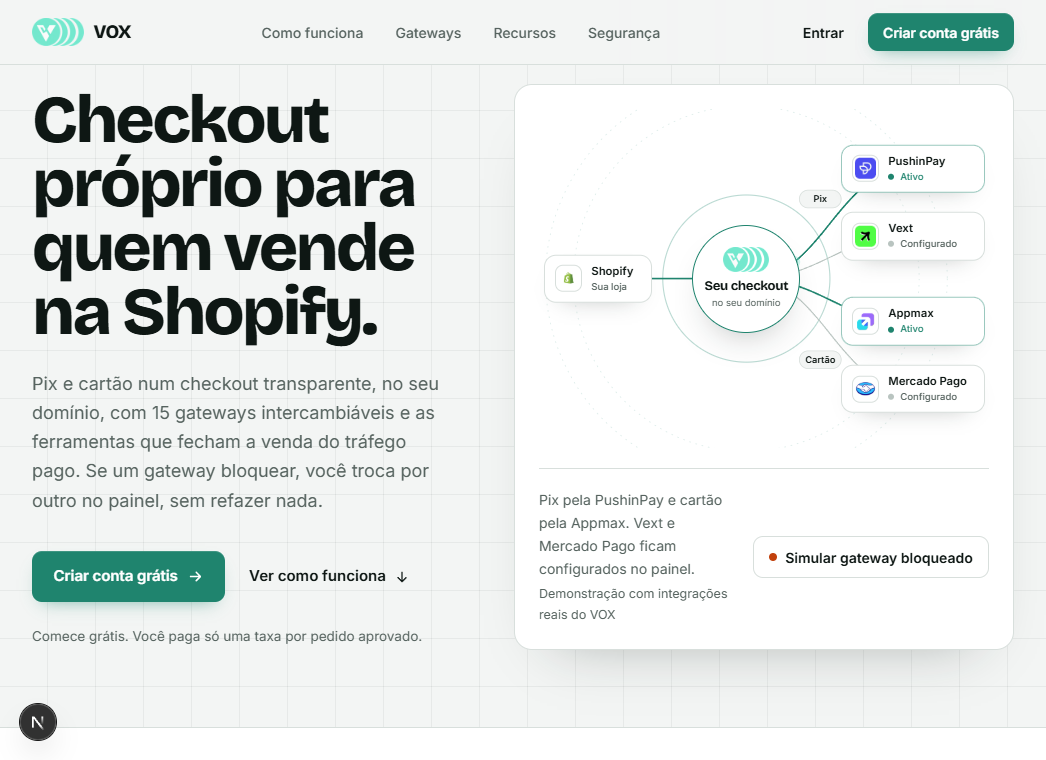 VOX
Como funciona
Gateways
Recursos
Segurança
Entrar
Criar conta grátis
Checkout
próprio para
quem vende
na Shopify.
Pix e cartão num checkout transparente, no seu
domínio, com 15 gateways intercambiáveis e as
ferramentas que fecham a venda do tráfego
pago. Se um gateway bloquear, você troca por
outro no painel, sem refazer nada.
Criar conta grátis →
Ver como funciona ↓
Comece grátis. Você paga só uma taxa por pedido aprovado.
Shopify
Sua loja
Seu checkout
no seu domínio
Pix
Cartão
PushinPay
Ativo
Vext
Configurado
Appmax
Ativo
Mercado Pago
Configurado
Pix pela PushinPay e cartão
pela Appmax. Vext e
Mercado Pago ficam
configurados no painel.
Demonstração com integrações
reais do VOX
Simular gateway bloqueado
N